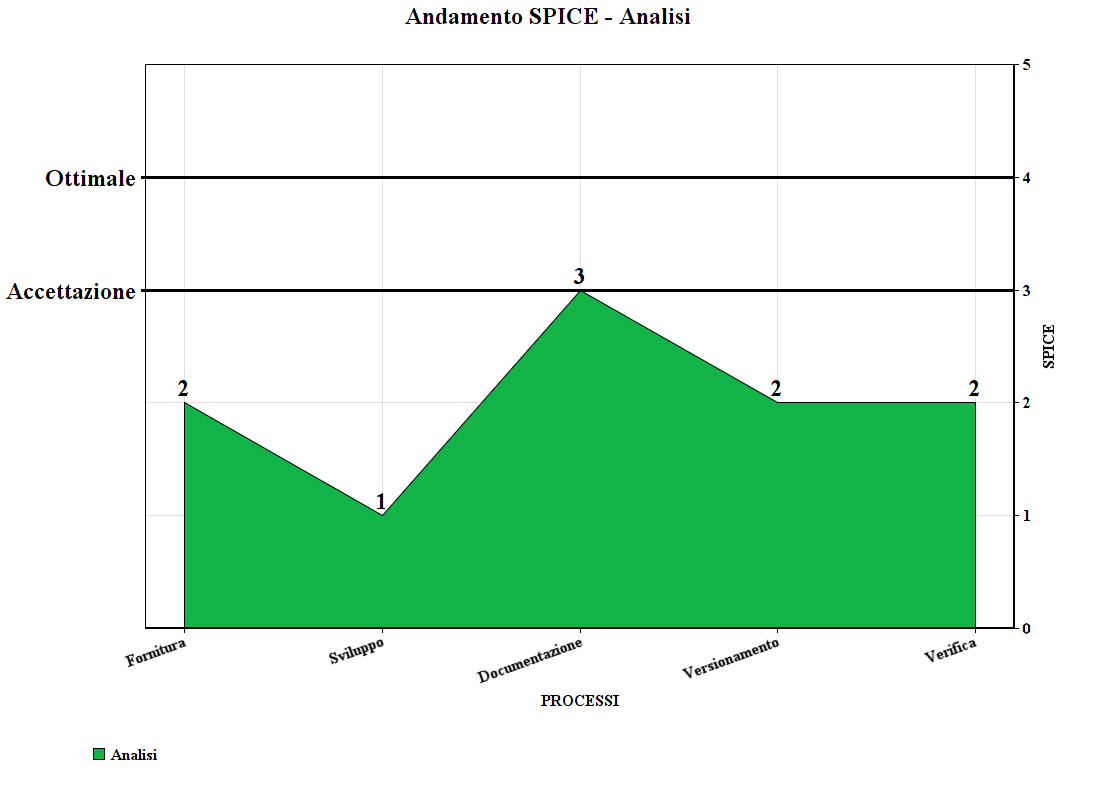 Andamento SPICE - Analisi
5
Ottimale
4
3
Accettazione
3
SPICE
2
2
2
2
1
1
0
Fornitura
Sviluppo
Documentazione
Versionamento
Verifica
PROCESSI
Analisi